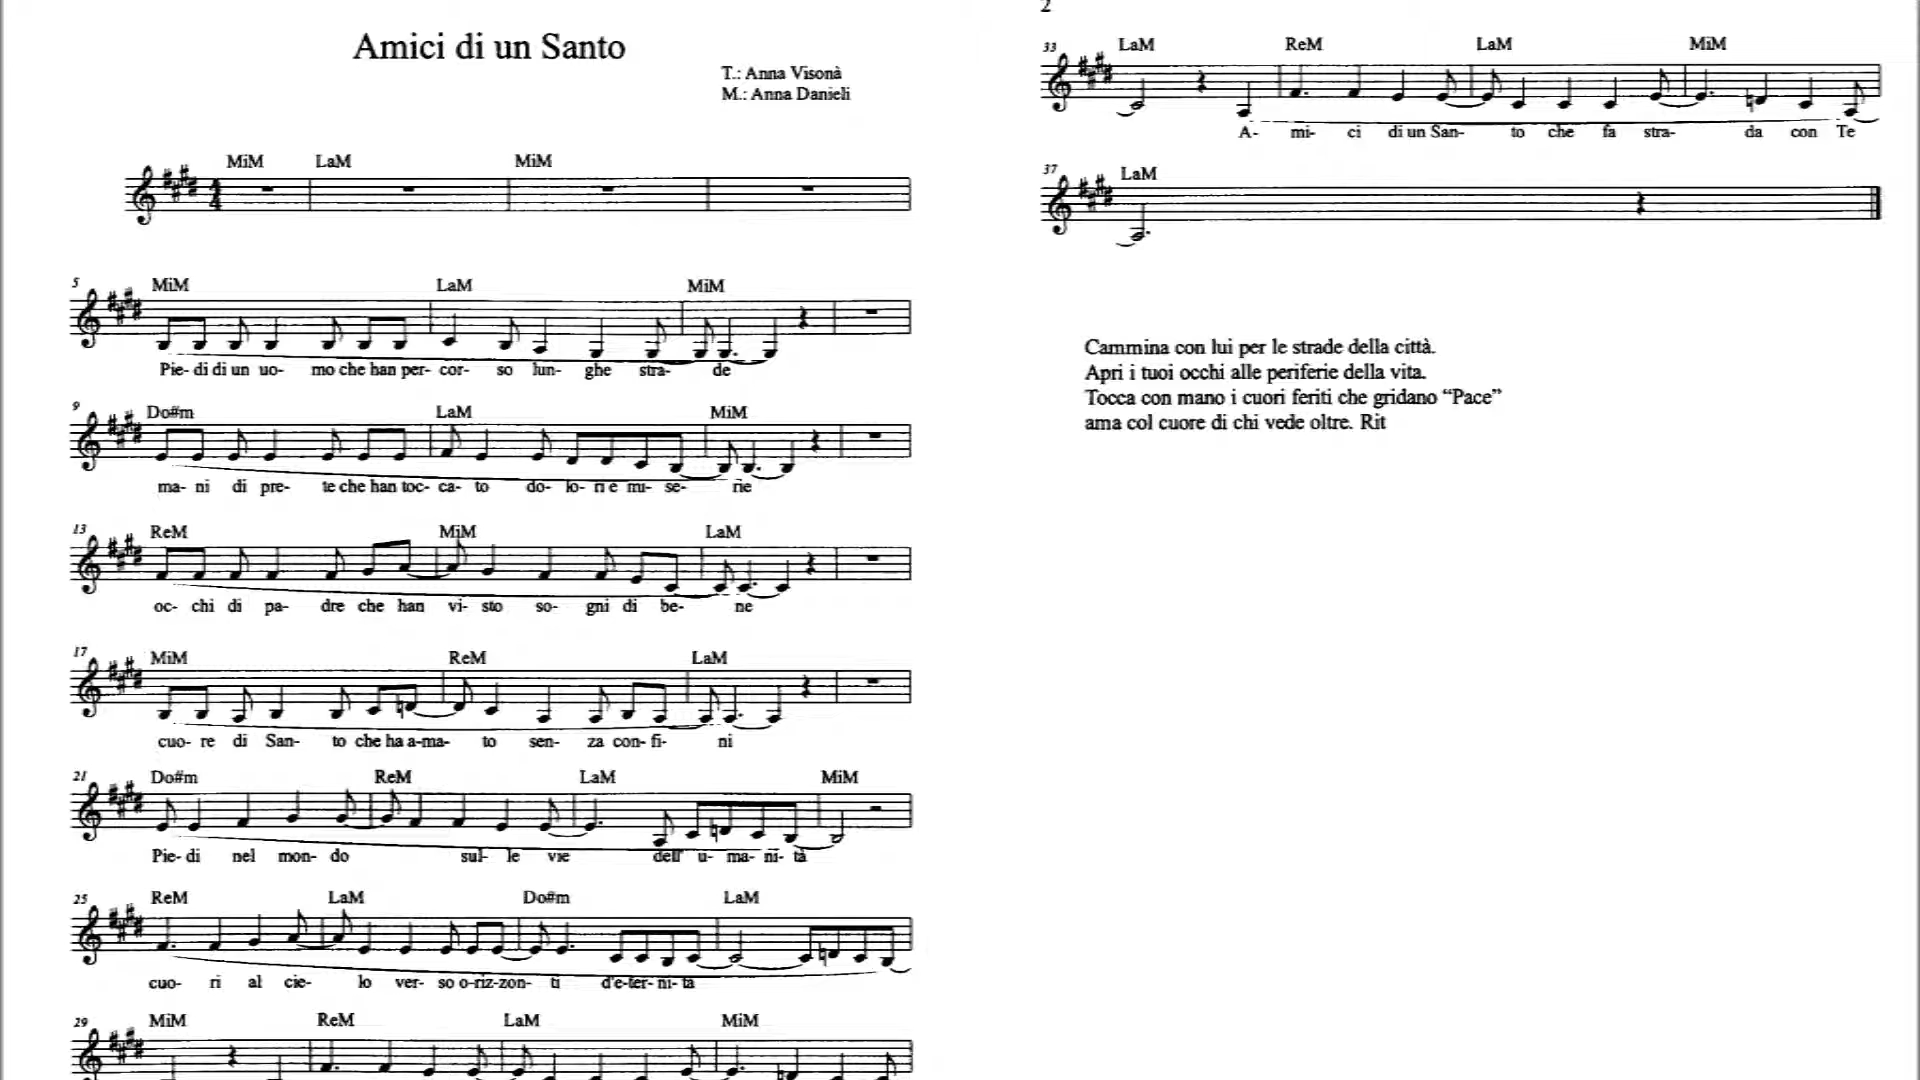 Amici di un Santo
T.: Anna Visonà
M.: Anna Danieli
MiM LaM MiM
5
MiM LaM MiM
Pie- di di un uo- mo che han per- cor- so lun- ghe stra- de
9
Do#m LaM MiM
ma- ni di pre- te che han toc- ca- to do- lo- ri e mi- se- rie
13
ReM MiM LaM
oc- chi di pa- dre che han vi- sto so- gni di be- ne
17
MiM ReM LaM
cuo- re di San- to che ha a-ma- to sen- za con- fi- ni
21
Do#m ReM LaM MiM
Pie- di nel mon- do sul- le vie dell' u- ma- ni- tà
25
ReM LaM Do#m LaM
cuo- ri al cie- lo ver- so o-riz-zon- ti d'e-ter- ni- tà
29
MiM ReM LaM MiM
2
33
LaM ReM LaM MiM
A- mi- ci di un San- to che fa stra- da con Te
37
LaM
Cammina con lui per le strade della città.
Apri i tuoi occhi alle periferie della vita.
Tocca con mano i cuori feriti che gridano “Pace”
ama col cuore di chi vede oltre. Rit